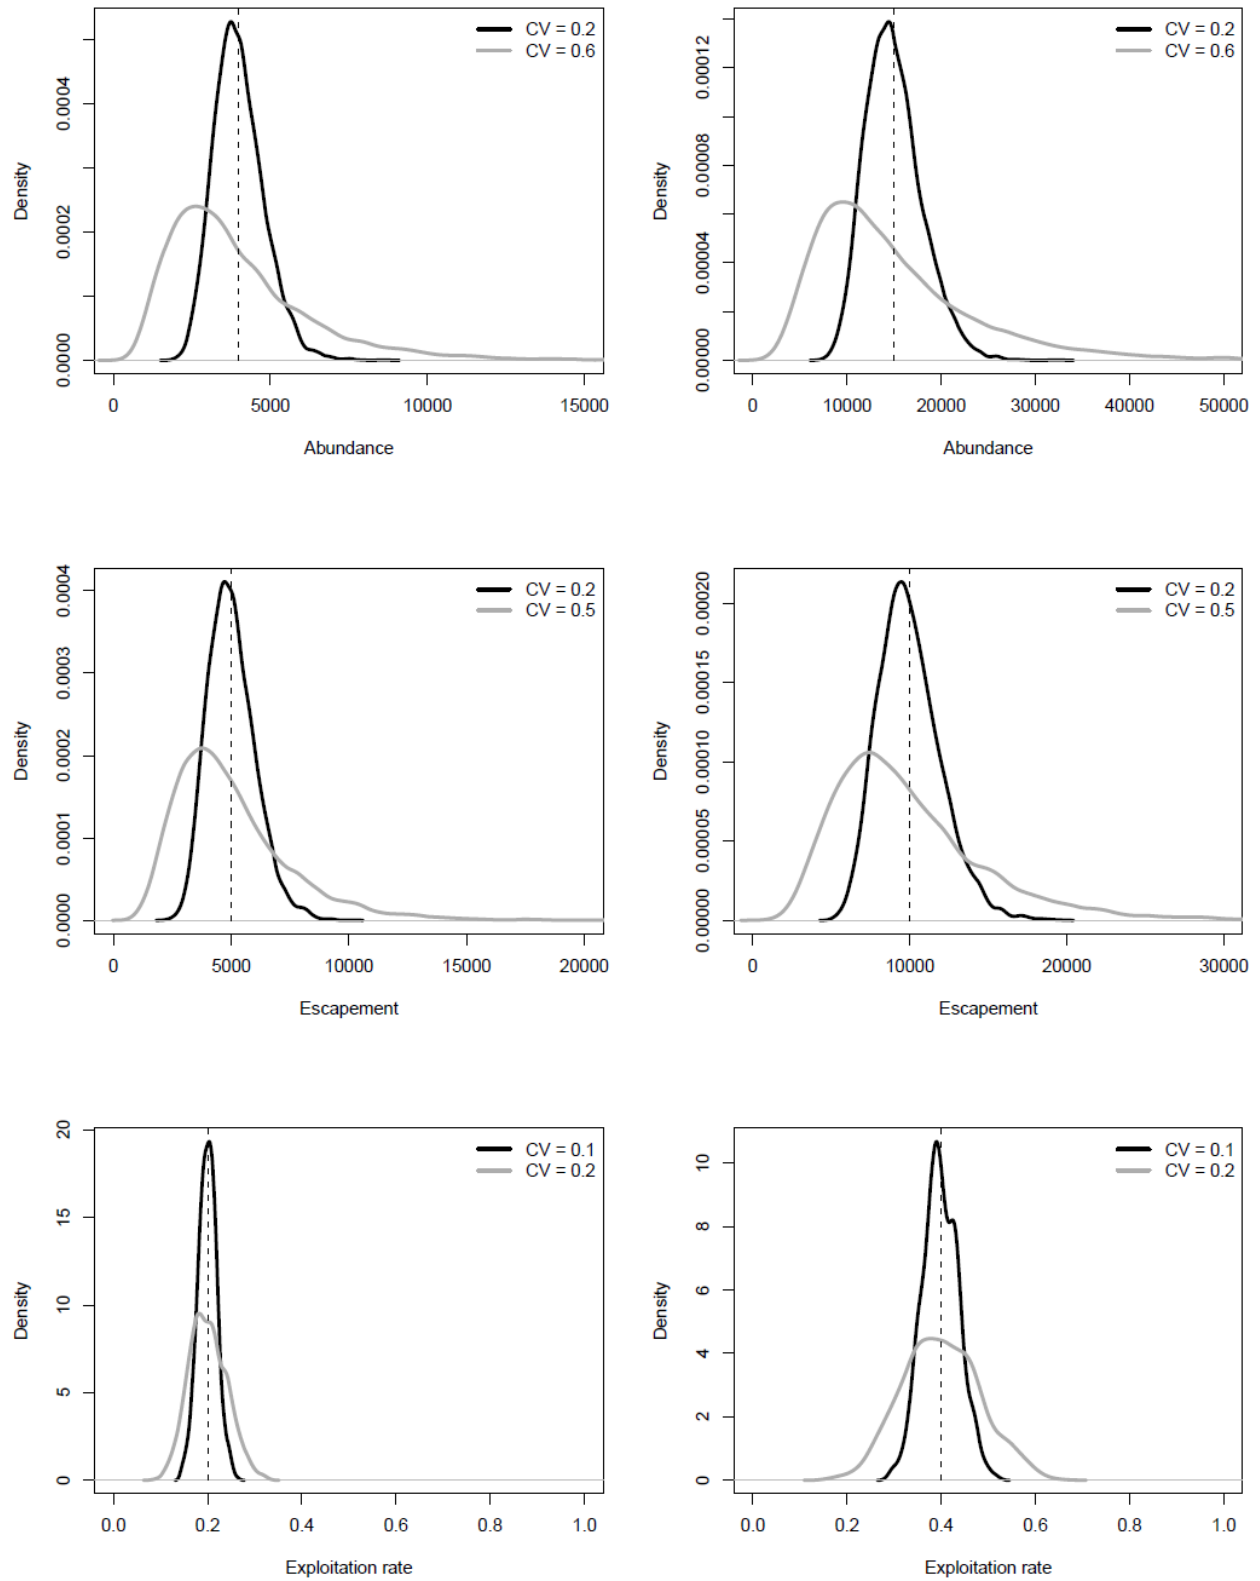 CV = 0.2
CV = 0.6
Density
0.0000
0.0002
0.0004
0
5000
10000
15000
Abundance
CV = 0.2
CV = 0.6
Density
0.00000
0.00004
0.00008
0.00012
0
10000
20000
30000
40000
50000
Abundance
CV = 0.2
CV = 0.5
Density
0.0000
0.0001
0.0002
0.0003
0.0004
0
5000
10000
15000
20000
Escapement
CV = 0.2
CV = 0.5
Density
0.00000
0.00005
0.00010
0.00015
0.00020
0
10000
20000
30000
Escapement
CV = 0.1
CV = 0.2
Density
0
5
10
15
20
0.0
0.2
0.4
0.6
0.8
1.0
Exploitation rate
CV = 0.1
CV = 0.2
Density
0
2
4
6
8
10
0.0
0.2
0.4
0.6
0.8
1.0
Exploitation rate